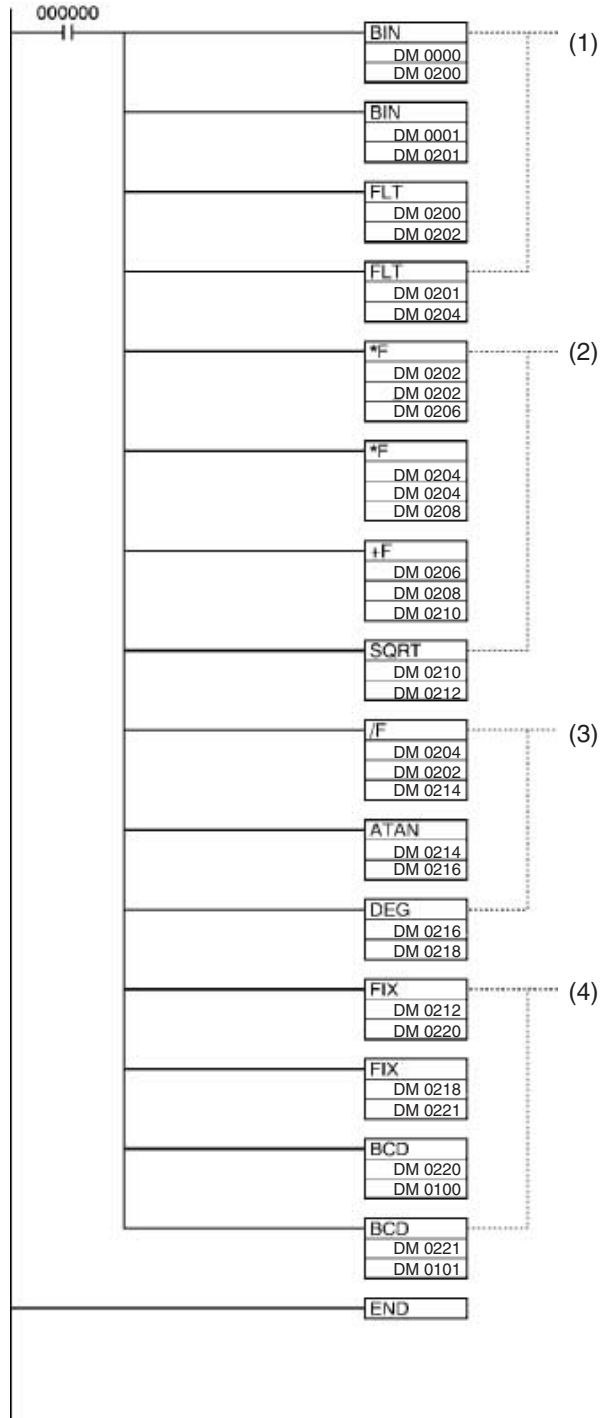 000000
BIN (1)
DM 0000
DM 0200
BIN
DM 0001
DM 0201
FLT
DM 0200
DM 0202
FLT
DM 0201
DM 0204
*F (2)
DM 0202
DM 0202
DM 0206
*F
DM 0204
DM 0204
DM 0208
+F
DM 0206
DM 0208
DM 0210
SQRT
DM 0210
DM 0212
/F (3)
DM 0204
DM 0202
DM 0214
ATAN
DM 0214
DM 0216
DEG
DM 0216
DM 0218
FIX (4)
DM 0212
DM 0220
FIX
DM 0218
DM 0221
BCD
DM 0220
DM 0100
BCD
DM 0221
DM 0101
END